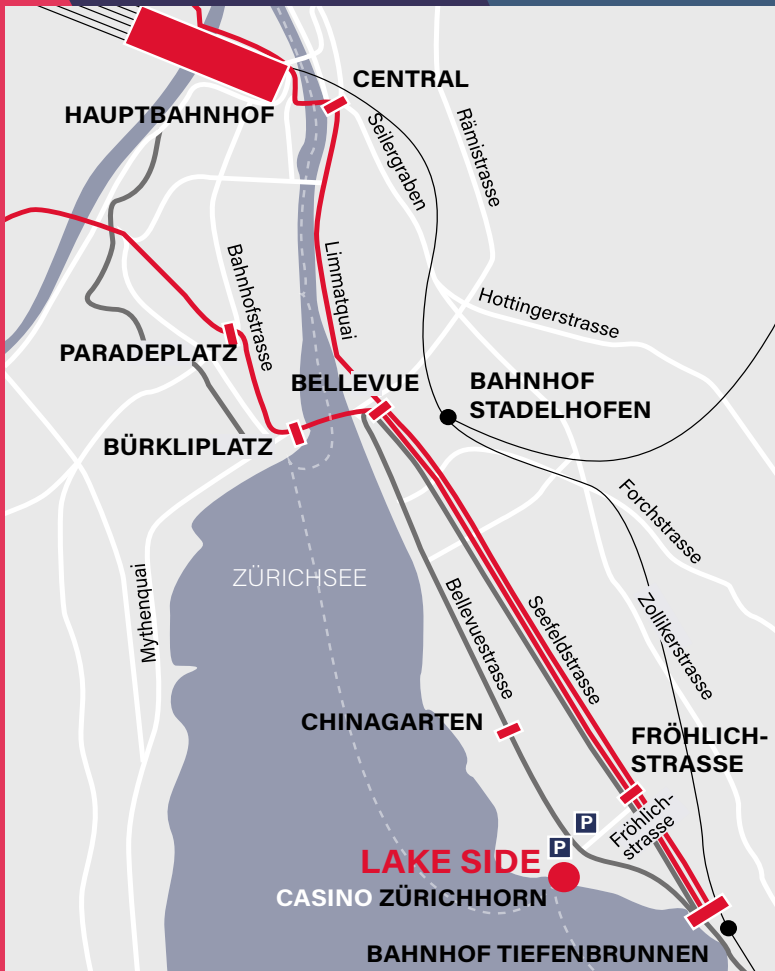 CENTRAL
HAUPTBAHNHOF
Seilergraben
Rämistrasse
Bahnhofstrasse
Limmatquai
Hottingerstrasse
PARADEPLATZ
BELLEVUE
BAHNHOF
STADELHOFEN
BÜRKLIPLATZ
Forchstrasse
ZÜRICHSEE
Mythenquai
Bellevuestrasse
Seefeldstrasse
Zollikerstrasse
CHINAGARTEN
FRÖHLICH-
STRASSE
Fröhlich-
strasse
P
P
LAKE SIDE
CASINO ZÜRICHHORN
BAHNHOF TIEFENBRUNNEN